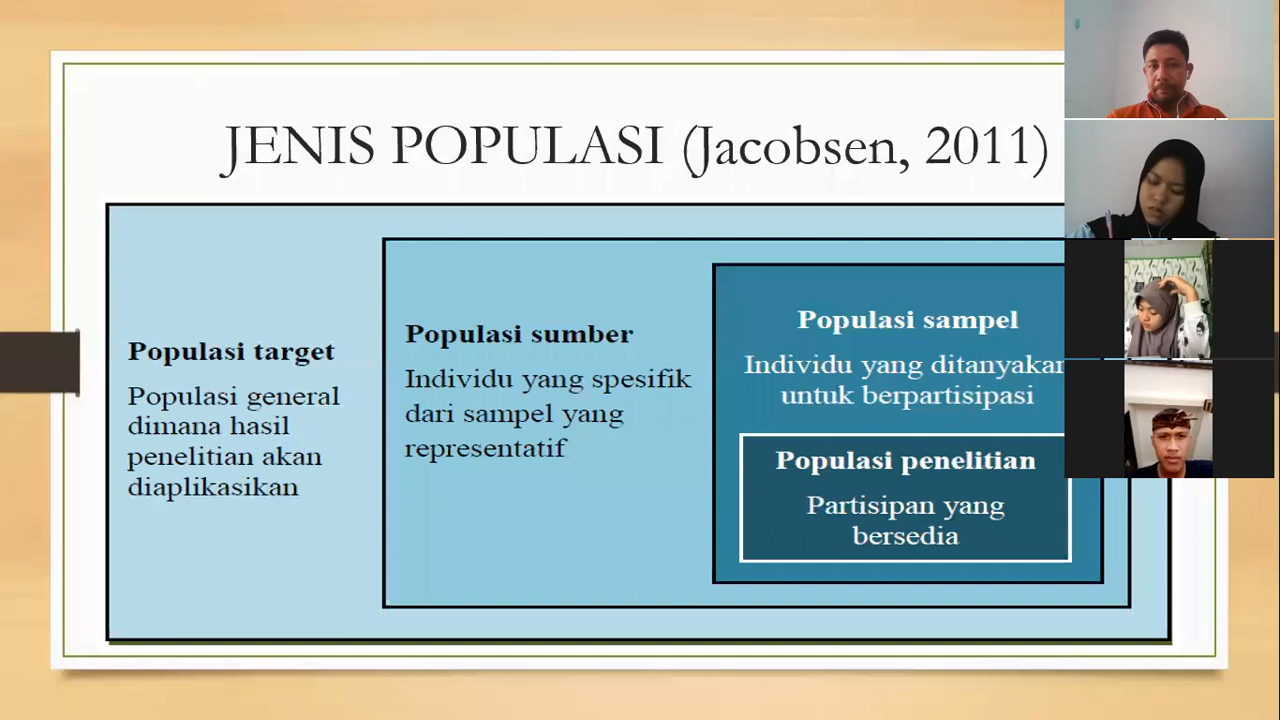 JENIS POPULASI (Jacobsen, 2011)
Populasi target
Populasi general
dimana hasil
penelitian akan
diaplikasikan
Populasi sumber
Individu yang spesifik
dari sampel yang
representatif
Populasi sampel
Individu yang ditanyakan
untuk berpartisipasi
Populasi penelitian
Partisipan yang
bersedia